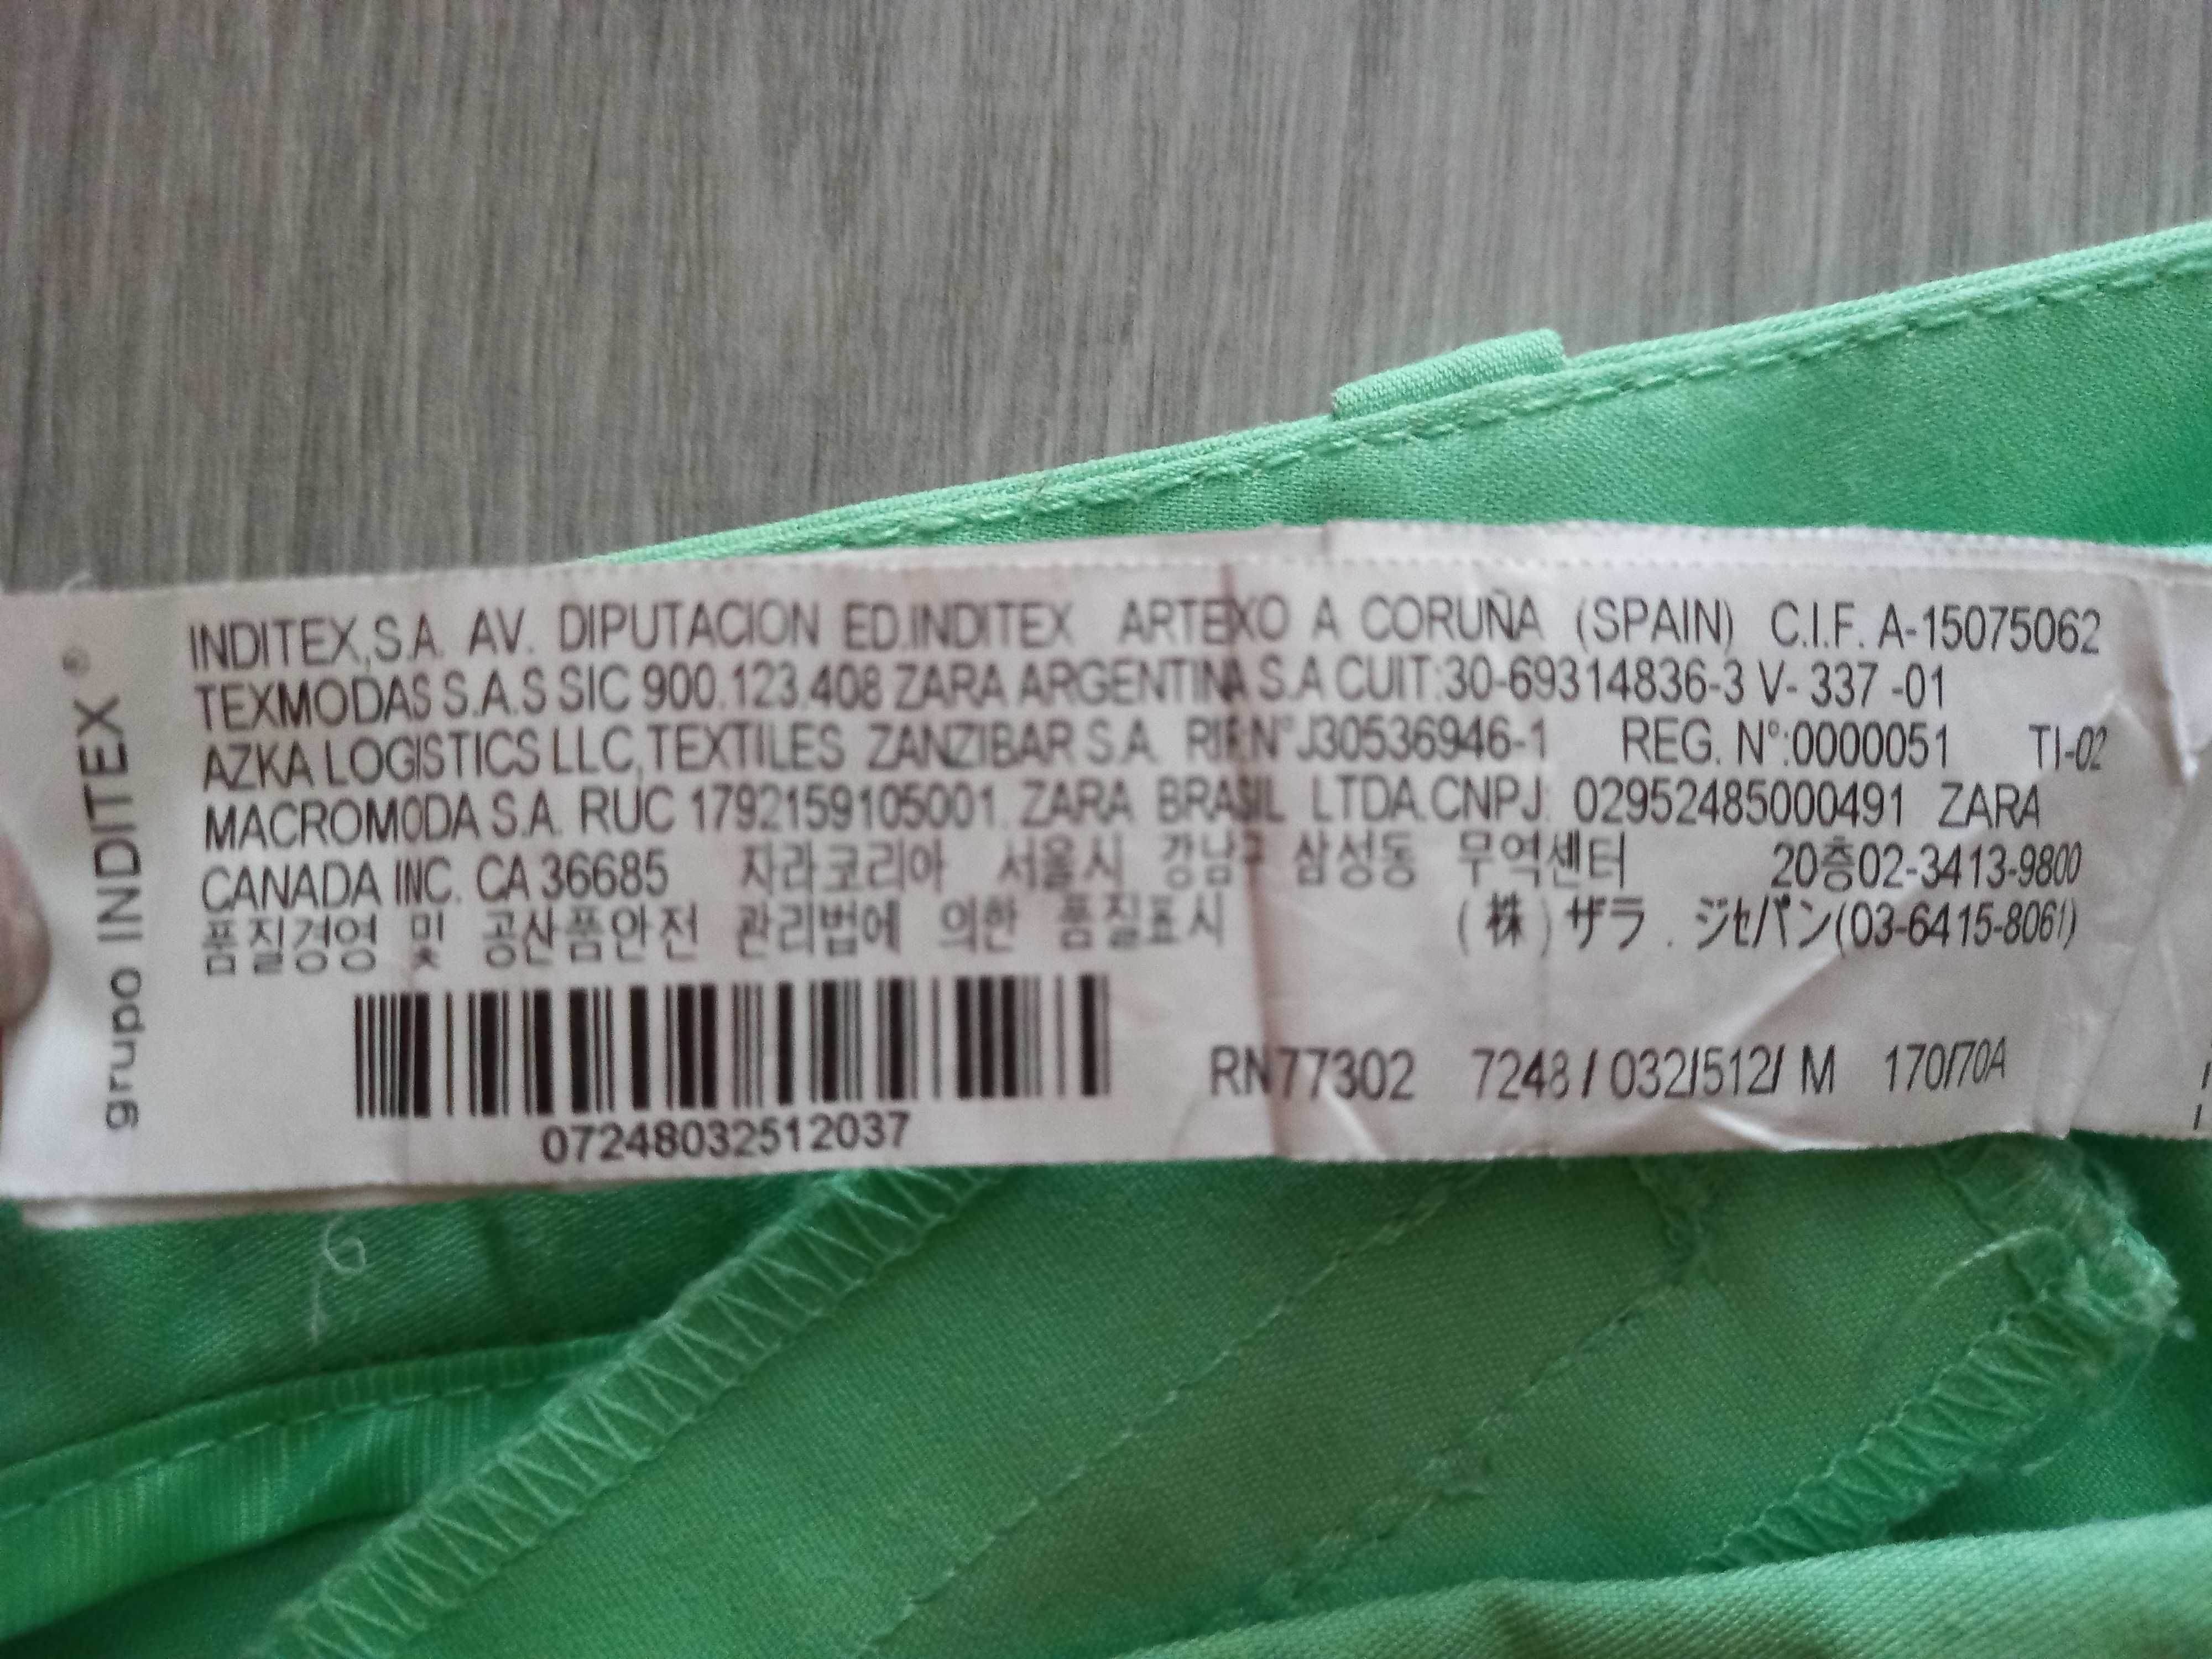 grupo INDITEX ®
INDITEX,S.A. AV. DIPUTACION ED.INDITEX ARTEXO A CORUÑA (SPAIN) C.I.F. A-15075062
TEXMODAS S.A.S SIC 900.123.408 ZARA ARGENTINA S.A CUIT:30-69314836-3 V- 337 -01
AZKA LOGISTICS LLC,TEXTILES ZANZIBAR S.A. RIF.N°J30536946-1 REG. N°:0000051 TI-02
MACROMODA S.A. RUC 1792159105001. ZARA BRASIL LTDA.CNPJ: 02952485000491 ZARA
CANADA INC. CA 36685 자라코리아 서울시 강남구 삼성동 무역센터 20층02-3413-9800
품질경영 및 공산품안전 관리법에 의한 품질표시 (株)ザラ . ジャパン(03-6415-8061)
07248032512037
RN77302 7248 / 032/512/ M 170/70A